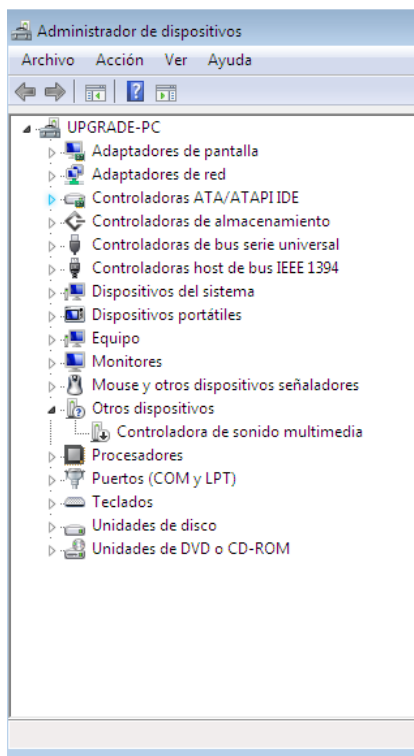 Administrador de dispositivos
Archivo Acción Ver Ayuda
UPGRADE-PC
Adaptadores de pantalla
Adaptadores de red
Controladoras ATA/ATAPI IDE
Controladoras de almacenamiento
Controladoras de bus serie universal
Controladoras host de bus IEEE 1394
Dispositivos del sistema
Dispositivos portátiles
Equipo
Monitores
Mouse y otros dispositivos señaladores
Otros dispositivos
Controladora de sonido multimedia
Procesadores
Puertos (COM y LPT)
Teclados
Unidades de disco
Unidades de DVD o CD-ROM